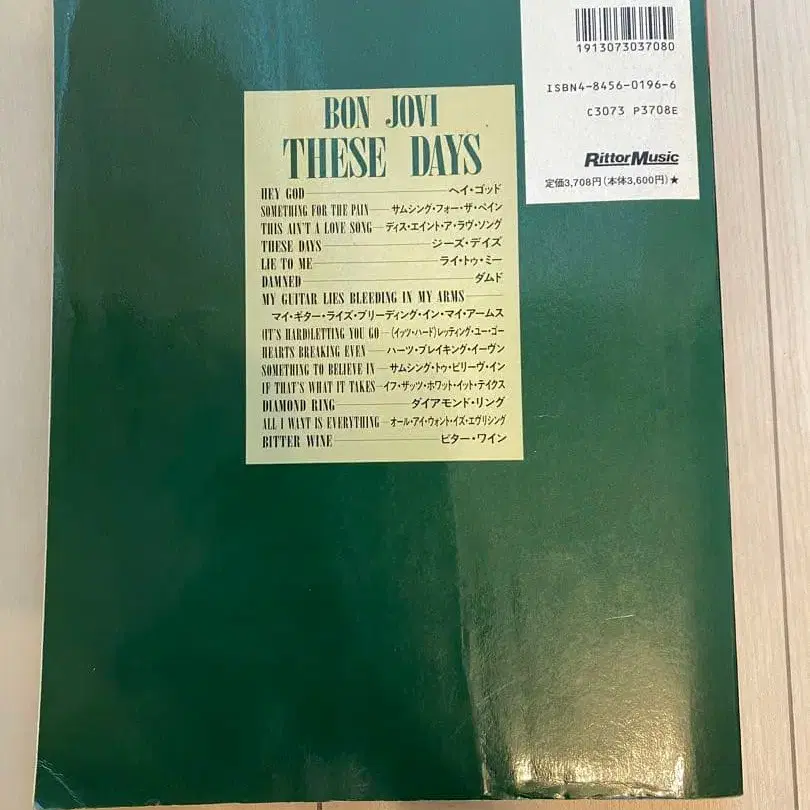 1913073037080
ISBN4-8456-0196-6
C3073 P3708E
RittorMusic
定価3,708円(本体3,600円)★
BON JOVI
THESE DAYS
HEY GOD ヘイ・ゴッド
SOMETHING FOR THE PAIN サムシング・フォー・ザ・ペイン
THIS AIN'T A LOVE SONG ディス・エイント・ア・ラヴ・ソング
THESE DAYS ジーズ・デイズ
LIE TO ME ライ・トゥ・ミー
DAMNED ダムド
MY GUITAR LIES BLEEDING IN MY ARMS
マイ・ギター・ライズ・ブリーディング・イン・マイ・アームス
(IT'S HARD)LETTING YOU GO (イッツ・ハード)レッティング・ユー・ゴー
HEARTS BREAKING EVEN ハーツ・ブレイキング・イーヴン
SOMETHING TO BELIEVE IN サムシング・トゥ・ビリーヴ・イン
IF THAT'S WHAT IT TAKES イフ・ザッツ・ホワット・イット・テイクス
DIAMOND RING ダイアモンド・リング
ALL I WANT IS EVERYTHING オール・アイ・ウォント・イズ・エヴリシング
BITTER WINE ビター・ワイン